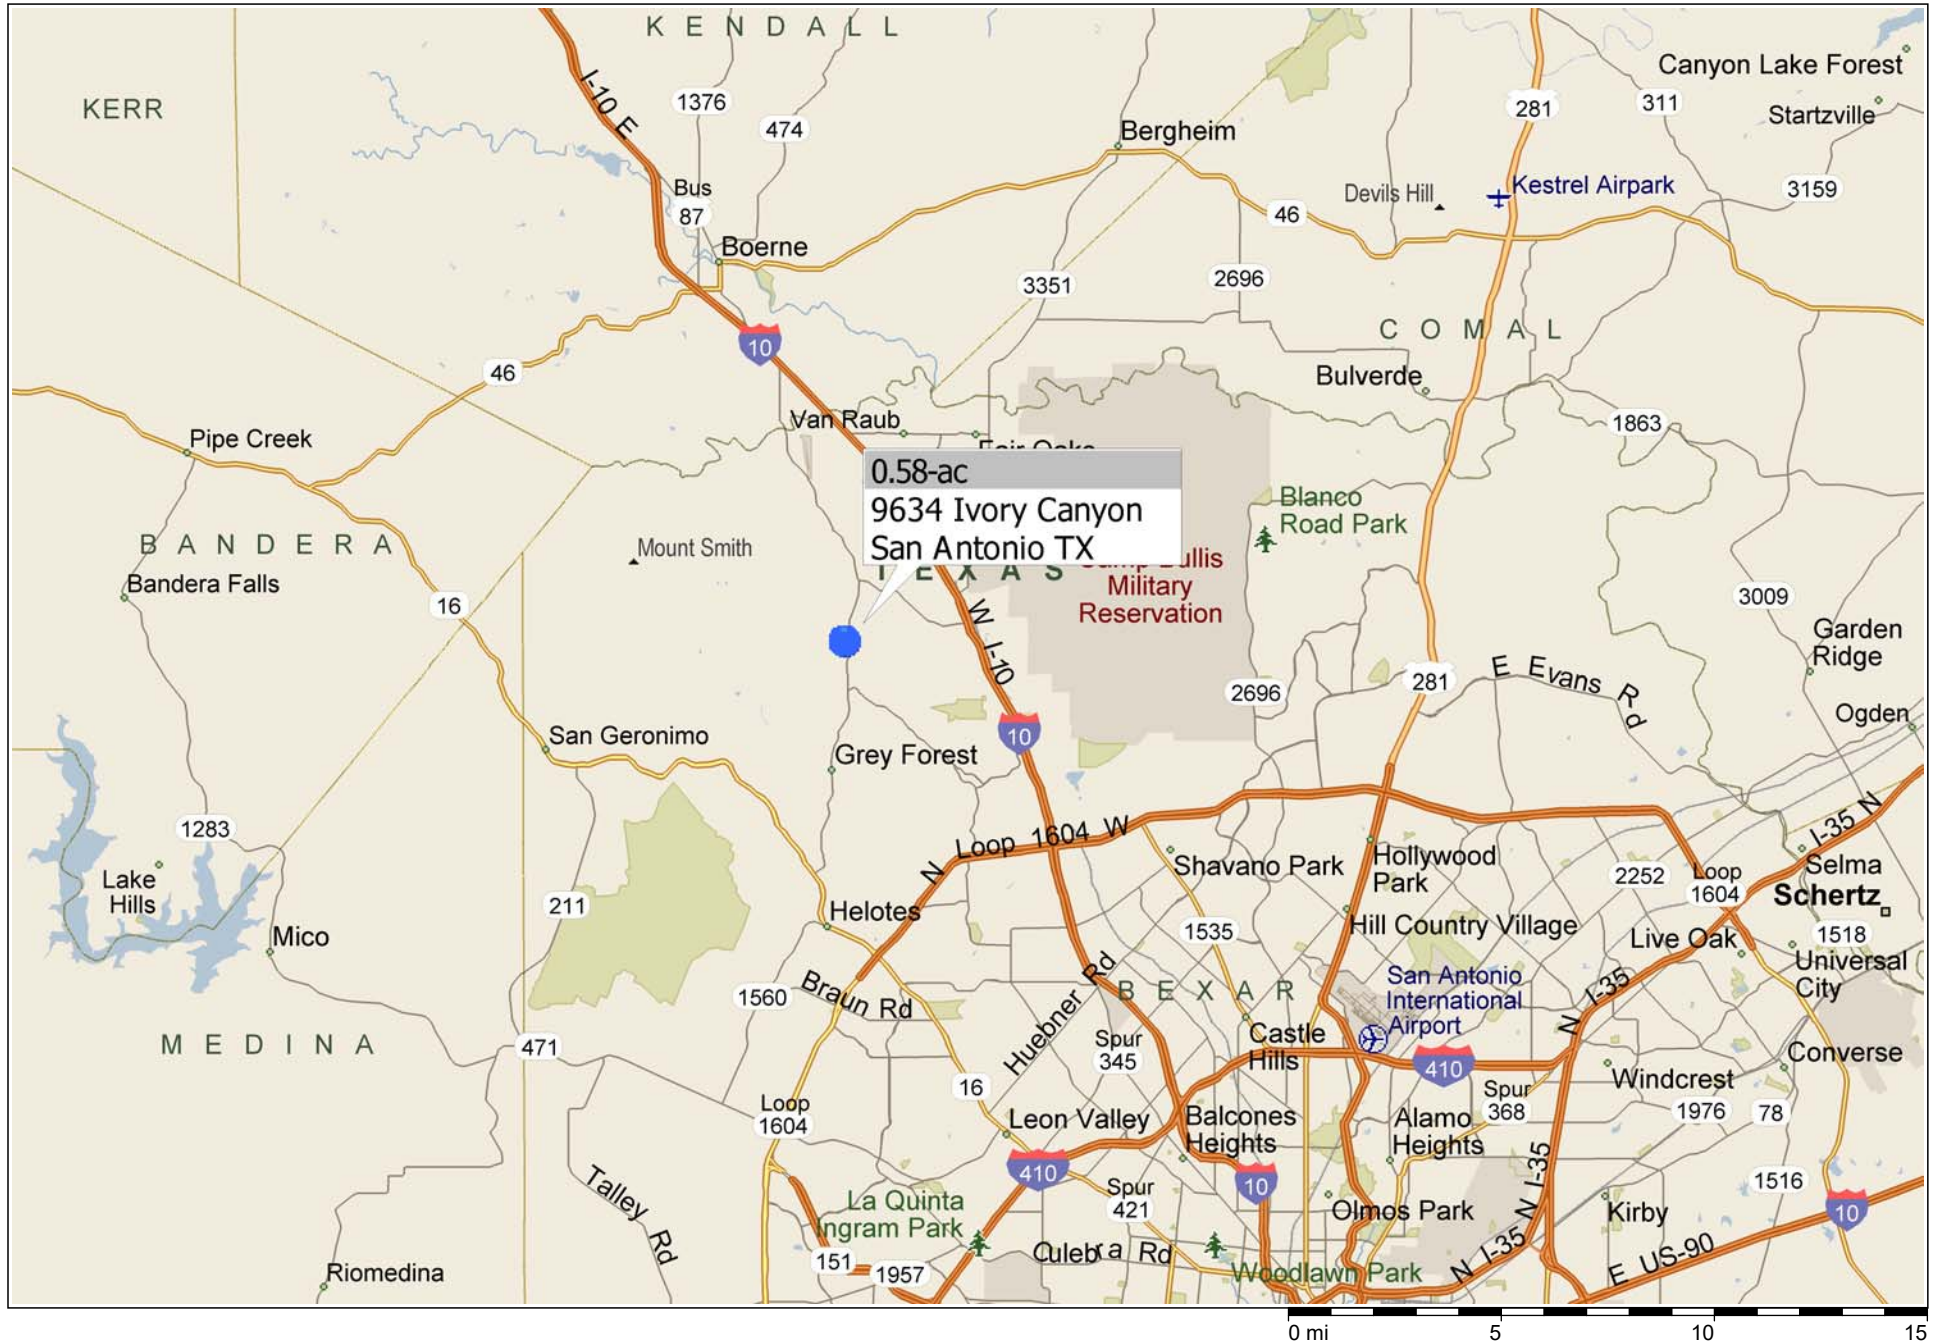 KENDALL
KERR
I-10 E
1376
474
Bus
87
Boerne
Bergheim
281
311
Canyon Lake Forest
Startzville
3159
Devils Hill
Kestrel Airpark
46
3351
2696
COMAL
10
46
Bulverde
1863
Van Raub
Fair Oaks
Pipe Creek
0.58-ac
9634 Ivory Canyon
San Antonio TX
Blanco
Road Park
BANDERA
Mount Smith
TEXAS
Camp Bullis
Military
Reservation
Bandera Falls
16
W I-10
3009
Garden
Ridge
2696
281
E Evans Rd
Ogden
San Geronimo
10
Grey Forest
1283
N Loop 1604 W
I-35 N
Shavano Park
Hollywood
Park
2252
Loop
1604
Selma
Schertz
Lake
Hills
211
Helotes
Hill Country Village
Mico
1535
Live Oak
1518
Universal
City
1560
Braun Rd
Huebner Rd
BEXAR
San Antonio
International
Airport
N I-35
MEDINA
471
Spur
345
Castle
Hills
410
Converse
Windcrest
16
Spur
368
1976
78
Loop
1604
Leon Valley
Balcones
Heights
Alamo
Heights
410
10
N I-35
Talley Rd
La Quinta
Ingram Park
Spur
421
1516
Olmos Park
Kirby
10
Culebra Rd
151
1957
Woodlawn Park
N I-35
E US-90
Riomedina
0 mi
5
10
15